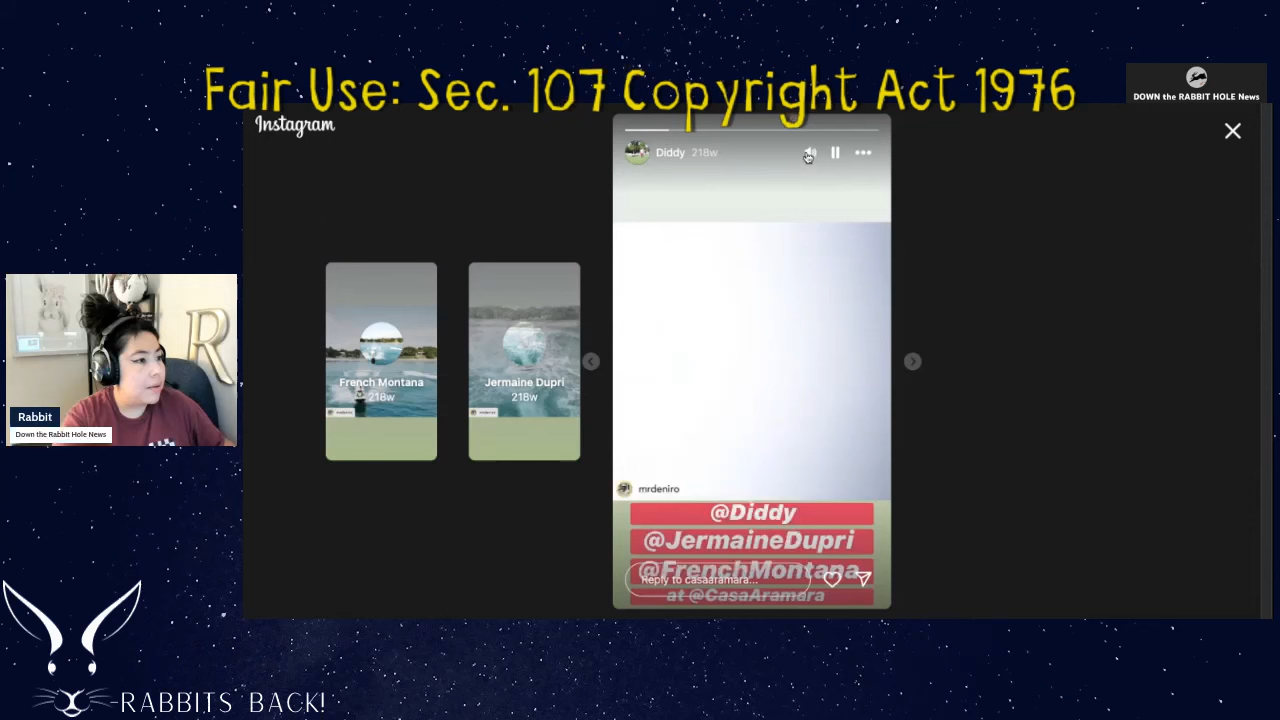 Fair Use: Sec. 107 Copyright Act 1976
DOWN the RABBIT HOLE News
Instagram
Diddy 218w
French Montana
218w
Jermaine Dupri
218w
R
Rabbit
Down the Rabbit Hole News
mrdeniro
@Diddy
@JermaineDupri
@FrenchMontana
Reply to casaaramara...
at @CasaAramara
RABBITS BACK!